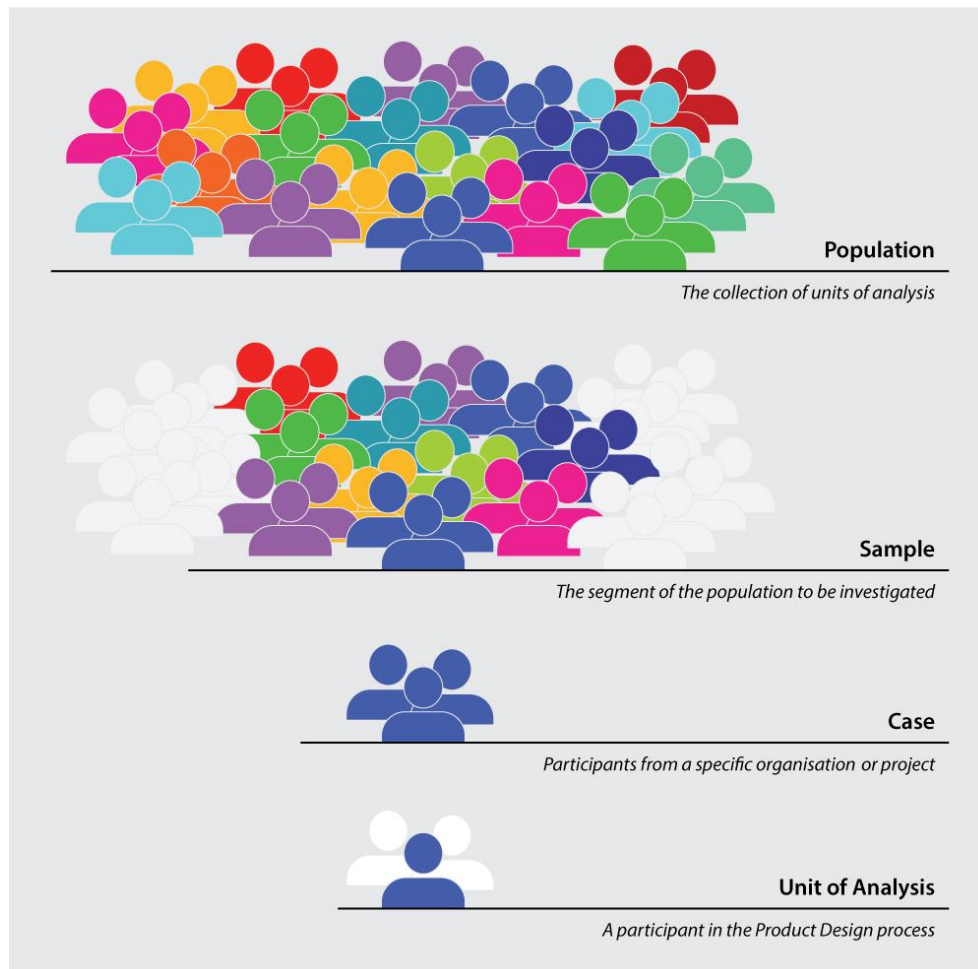 Population
The collection of units of analysis
Sample
The segment of the population to be investigated
Case
Participants from a specific organisation or project
Unit of Analysis
A participant in the Product Design process